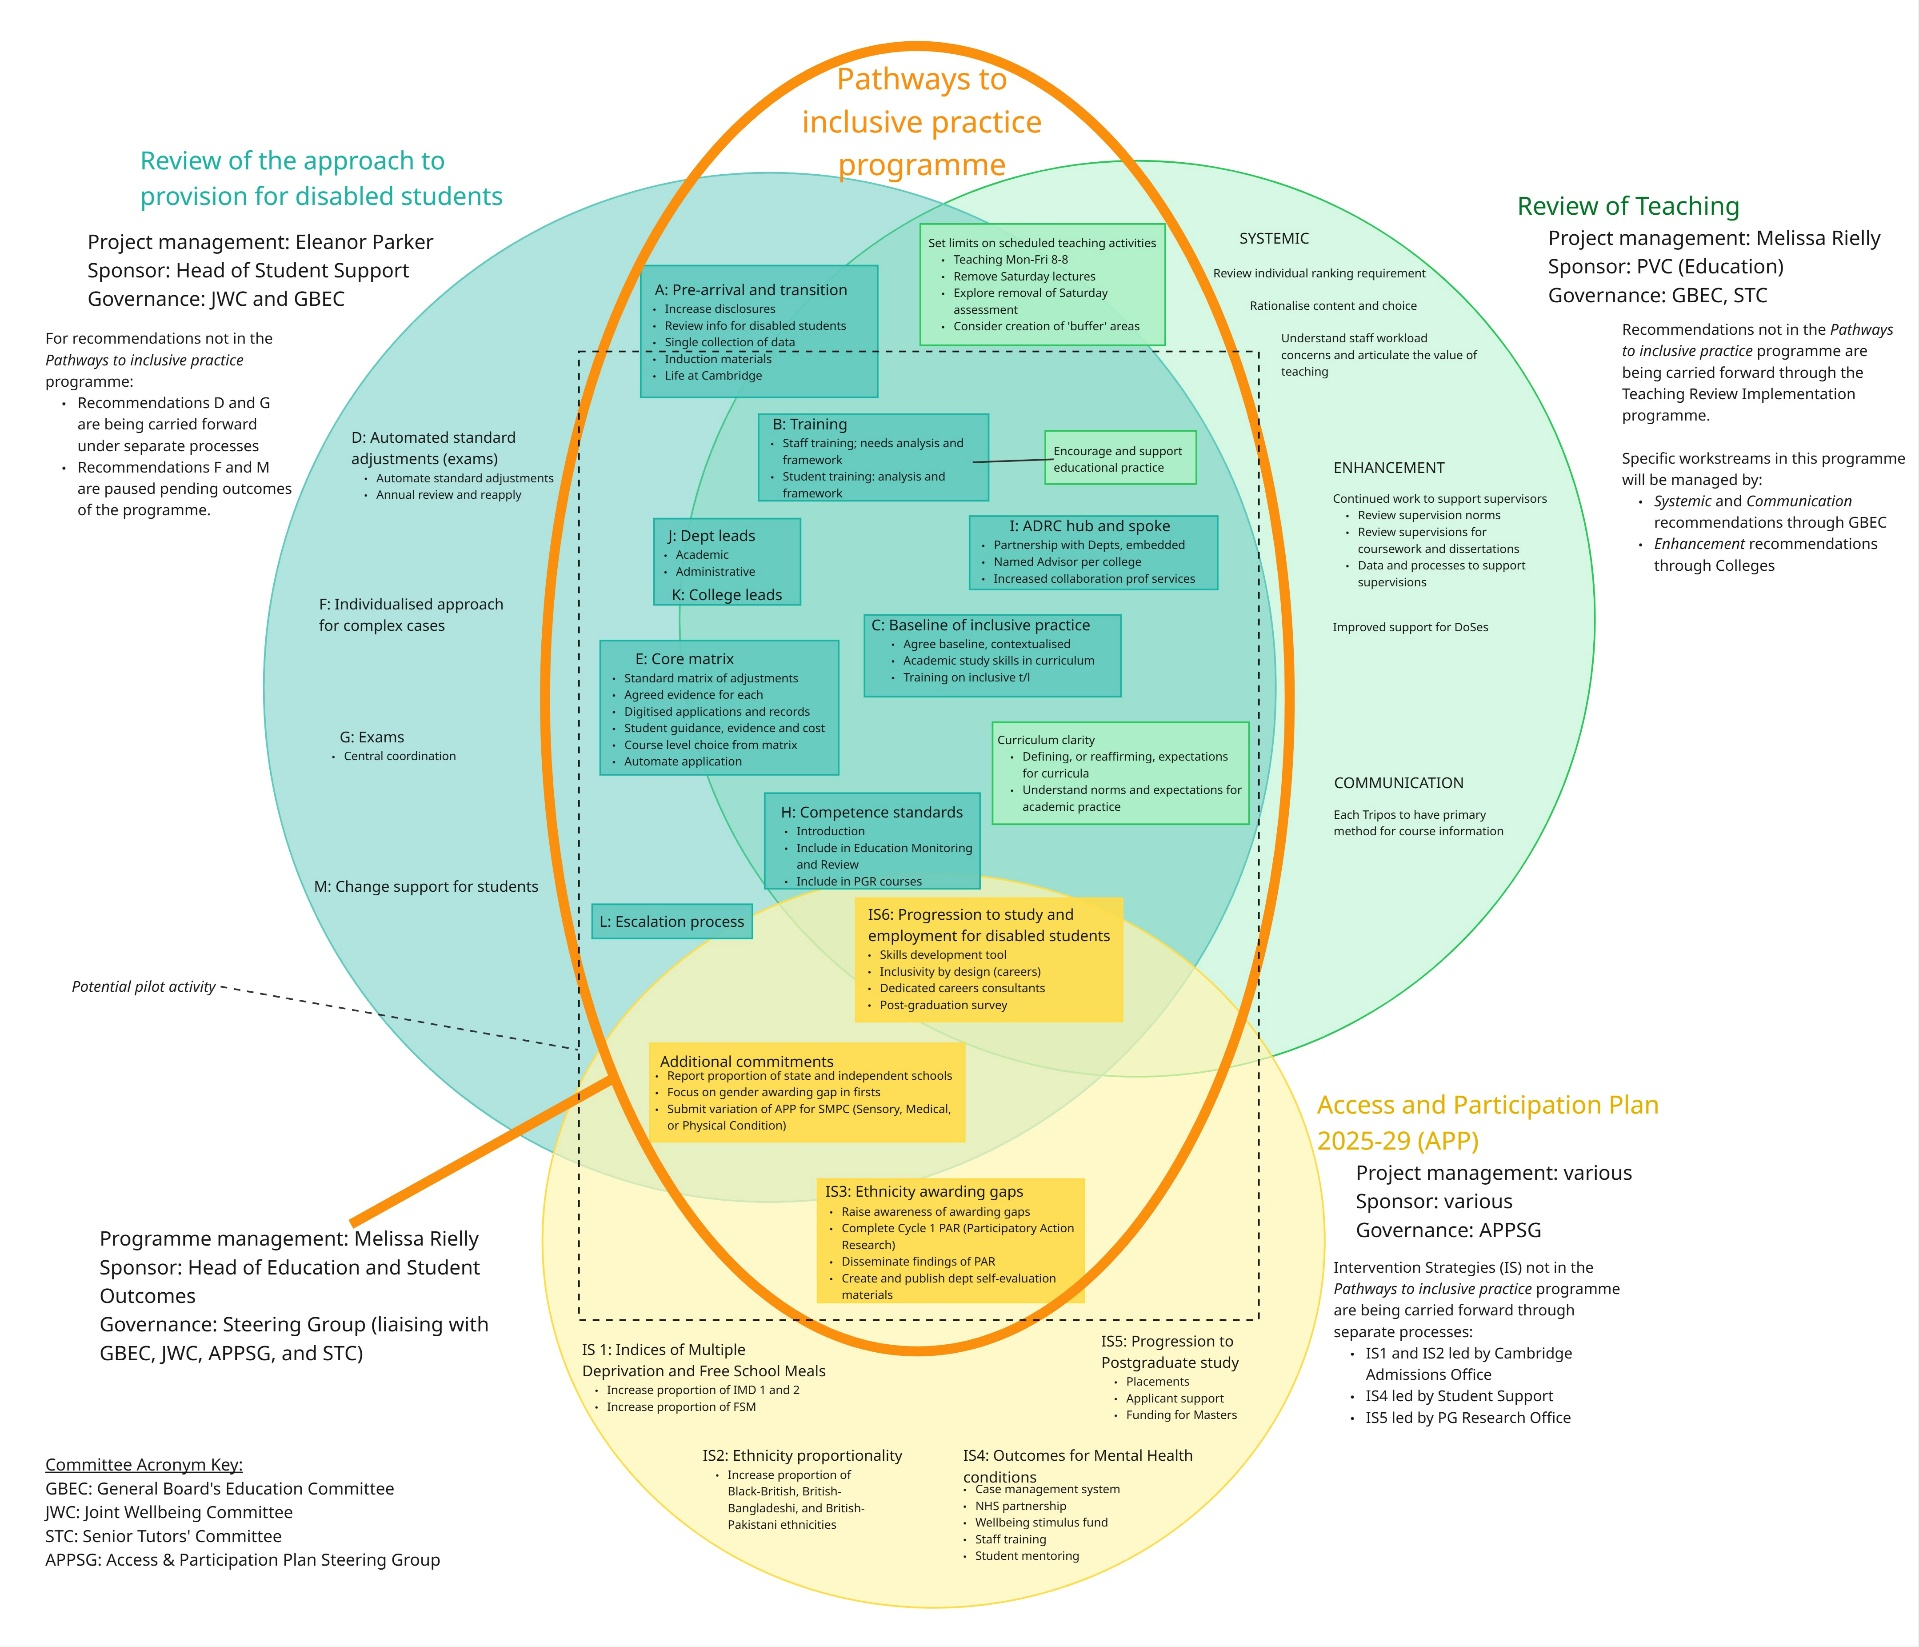 Pathways to
inclusive practice
programme
Review of the approach to
provision for disabled students
Project management: Eleanor Parker
Sponsor: Head of Student Support
Governance: JWC and GBEC
For recommendations not in the
Pathways to inclusive practice
programme:
• Recommendations D and G
are being carried forward
under separate processes
• Recommendations F and M
are paused pending outcomes
of the programme.
D: Automated standard
adjustments (exams)
• Automate standard adjustments
• Annual review and reapply
F: Individualised approach
for complex cases
G: Exams
• Central coordination
M: Change support for students
Potential pilot activity
A: Pre-arrival and transition
• Increase disclosures
• Review info for disabled students
• Single collection of data
• Induction materials
• Life at Cambridge
Set limits on scheduled teaching activities
• Teaching Mon-Fri 8-8
• Remove Saturday lectures
• Explore removal of Saturday
assessment
• Consider creation of 'buffer' areas
B: Training
• Staff training; needs analysis and
framework
• Student training: analysis and
framework
Encourage and support
educational practice
J: Dept leads
• Academic
• Administrative
K: College leads
I: ADRC hub and spoke
• Partnership with Depts, embedded
• Named Advisor per college
• Increased collaboration prof services
C: Baseline of inclusive practice
• Agree baseline, contextualised
• Academic study skills in curriculum
• Training on inclusive t/l
E: Core matrix
• Standard matrix of adjustments
• Agreed evidence for each
• Digitised applications and records
• Student guidance, evidence and cost
• Course level choice from matrix
• Automate application
Curriculum clarity
• Defining, or reaffirming, expectations
for curricula
• Understand norms and expectations for
academic practice
H: Competence standards
• Introduction
• Include in Education Monitoring
and Review
• Include in PGR courses
L: Escalation process
IS6: Progression to study and
employment for disabled students
• Skills development tool
• Inclusivity by design (careers)
• Dedicated careers consultants
• Post-graduation survey
Additional commitments
• Report proportion of state and independent schools
• Focus on gender awarding gap in firsts
• Submit variation of APP for SMPC (Sensory, Medical,
or Physical Condition)
IS3: Ethnicity awarding gaps
• Raise awareness of awarding gaps
• Complete Cycle 1 PAR (Participatory Action
Research)
• Disseminate findings of PAR
• Create and publish dept self-evaluation
materials
SYSTEMIC
Review individual ranking requirement
Rationalise content and choice
Understand staff workload
concerns and articulate the value of
teaching
ENHANCEMENT
Continued work to support supervisors
• Review supervision norms
• Review supervisions for
coursework and dissertations
• Data and processes to support
supervisions
Improved support for DoSes
COMMUNICATION
Each Tripos to have primary
method for course information
Review of Teaching
Project management: Melissa Rielly
Sponsor: PVC (Education)
Governance: GBEC, STC
Recommendations not in the Pathways
to inclusive practice programme are
being carried forward through the
Teaching Review Implementation
programme.
Specific workstreams in this programme
will be managed by:
• Systemic and Communication
recommendations through GBEC
• Enhancement recommendations
through Colleges
Access and Participation Plan
2025-29 (APP)
Project management: various
Sponsor: various
Governance: APPSG
Intervention Strategies (IS) not in the
Pathways to inclusive practice programme
are being carried forward through
separate processes:
• IS1 and IS2 led by Cambridge
Admissions Office
• IS4 led by Student Support
• IS5 led by PG Research Office
Programme management: Melissa Rielly
Sponsor: Head of Education and Student
Outcomes
Governance: Steering Group (liaising with
GBEC, JWC, APPSG, and STC)
IS 1: Indices of Multiple
Deprivation and Free School Meals
• Increase proportion of IMD 1 and 2
• Increase proportion of FSM
IS5: Progression to
Postgraduate study
• Placements
• Applicant support
• Funding for Masters
IS2: Ethnicity proportionality
• Increase proportion of
Black-British, British-
Bangladeshi, and British-
Pakistani ethnicities
IS4: Outcomes for Mental Health
conditions
• Case management system
• NHS partnership
• Wellbeing stimulus fund
• Staff training
• Student mentoring
Committee Acronym Key:
GBEC: General Board's Education Committee
JWC: Joint Wellbeing Committee
STC: Senior Tutors' Committee
APPSG: Access & Participation Plan Steering Group